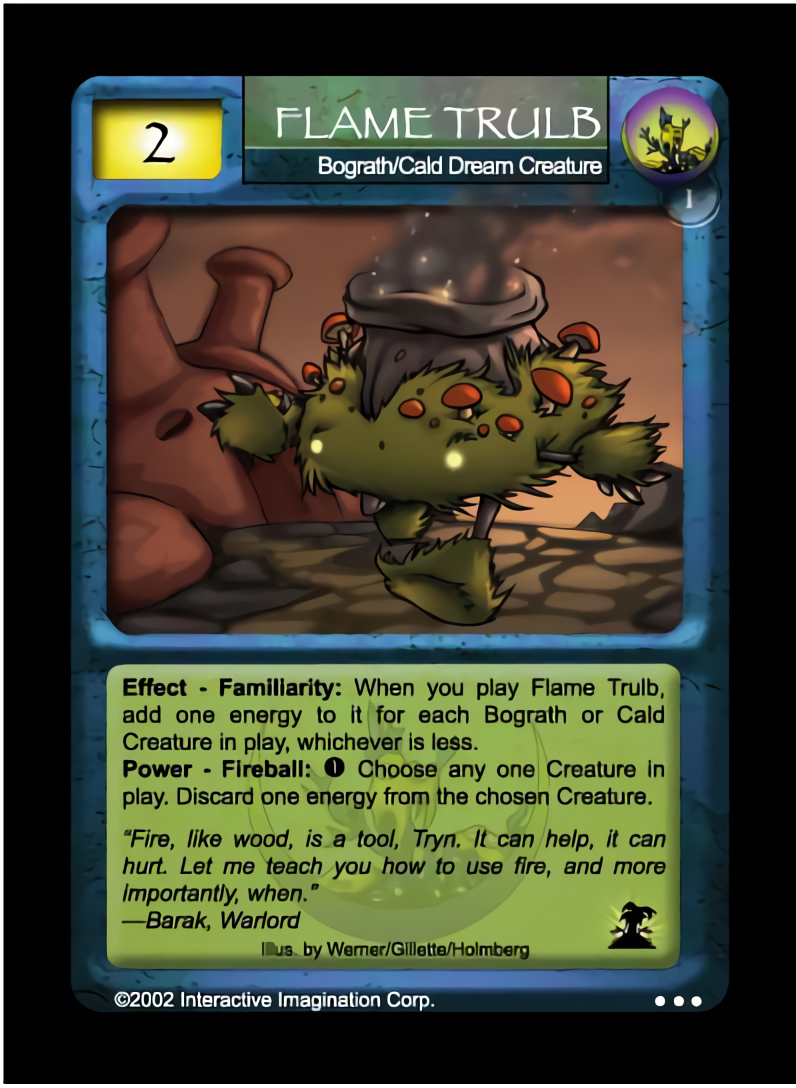 2
FLAME TRULB
Bograth/Cald Dream Creature
1
Effect - Familiarity: When you play Flame Trulb,
add one energy to it for each Bograth or Cald
Creature in play, whichever is less.
Power - Fireball: 1 Choose any one Creature in
play. Discard one energy from the chosen Creature.
"Fire, like wood, is a tool, Tryn. It can help, it can
hurt. Let me teach you how to use fire, and more
importantly, when."
—Barak, Warlord
Illus. by Werner/Gillette/Holmberg
©2002 Interactive Imagination Corp.